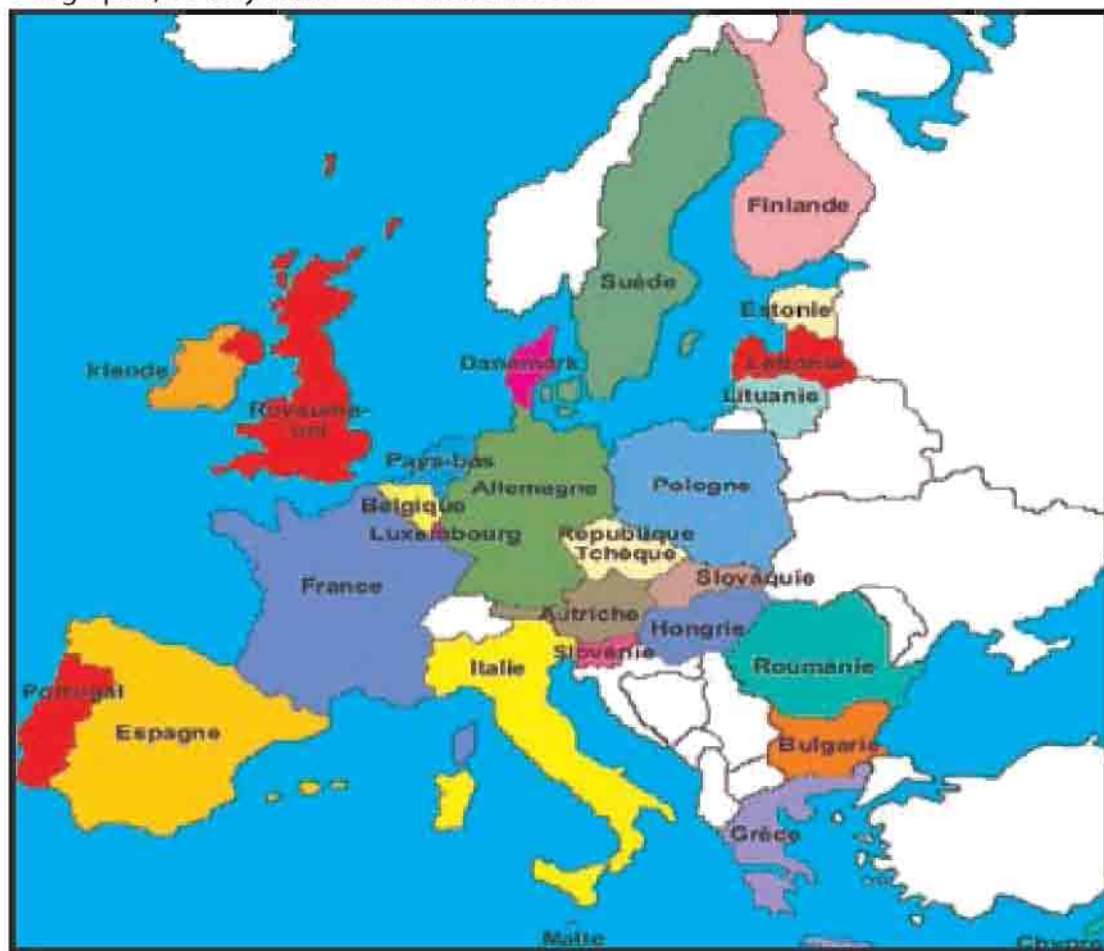 Finlande
Suède
Estonie
Danemark
Lituanie
Irlande
Royaume-
uni
Pays-bas
Allemagne
Pologne
Belgique
Luxembourg
République
Tchèque
France
Slovaquie
Autriche
Hongrie
Slovénie
Italie
Roumanie
Portugal
Espagne
Bulgarie
Grèce
Malte